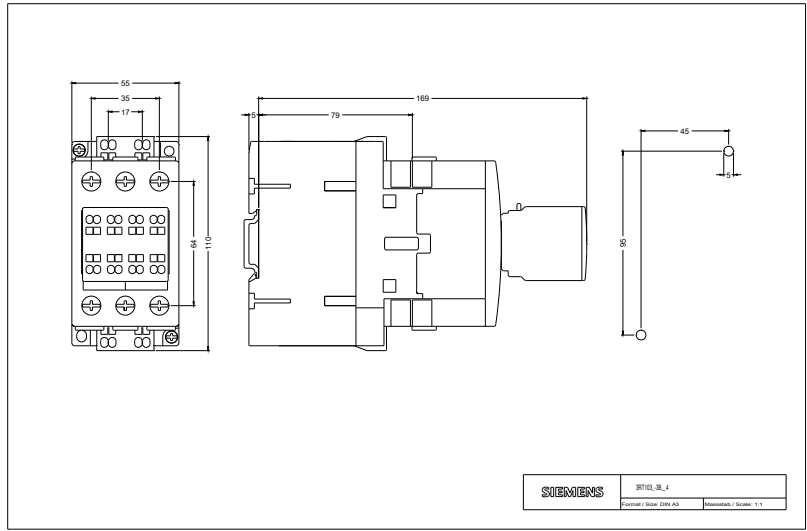 55
35
17
64
110
169
5
79
45
5
95
SIEMENS
3RT103_-3B_4
Format / Size: DIN A3
Massstab / Scale: 1:1